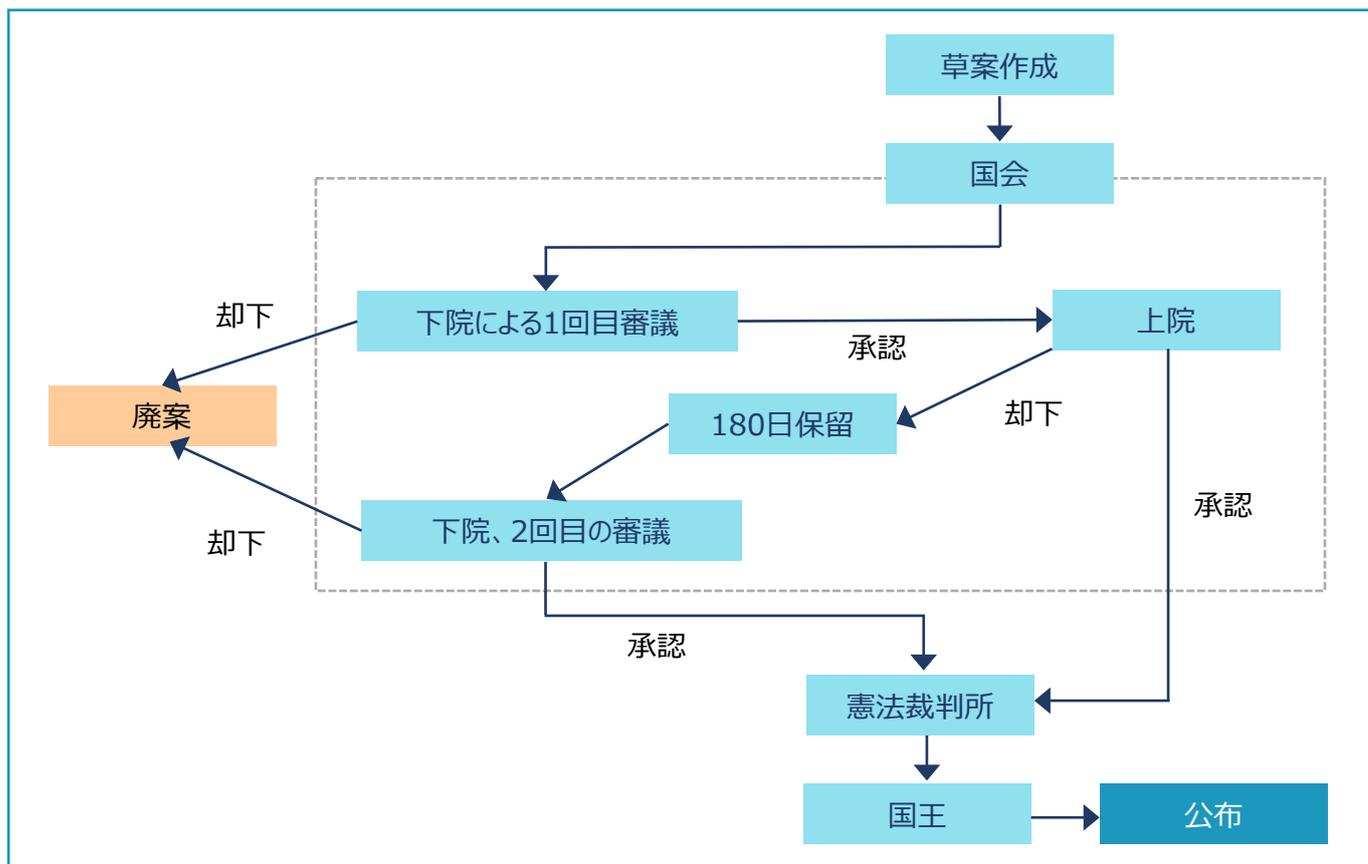 草案作成
国会
却下
下院による1回目審議
承認
上院
廃案
180日保留
却下
下院、2回目の審議
却下
承認
承認
憲法裁判所
国王
公布